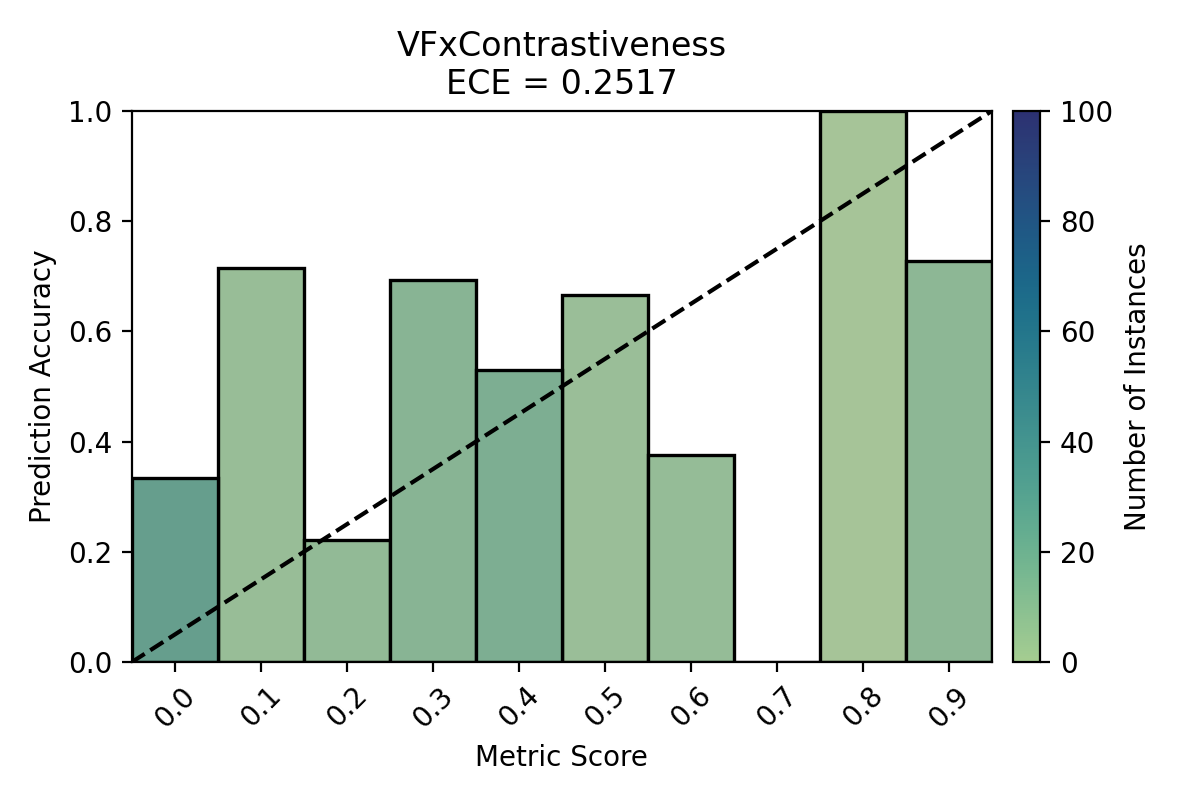 VFxContrastiveness
ECE = 0.2517
Prediction Accuracy
1.0
0.8
0.6
0.4
0.2
0.0
0.0 0.1 0.2 0.3 0.4 0.5 0.6 0.7 0.8 0.9
Metric Score
100
80
60
40
20
0
Number of Instances